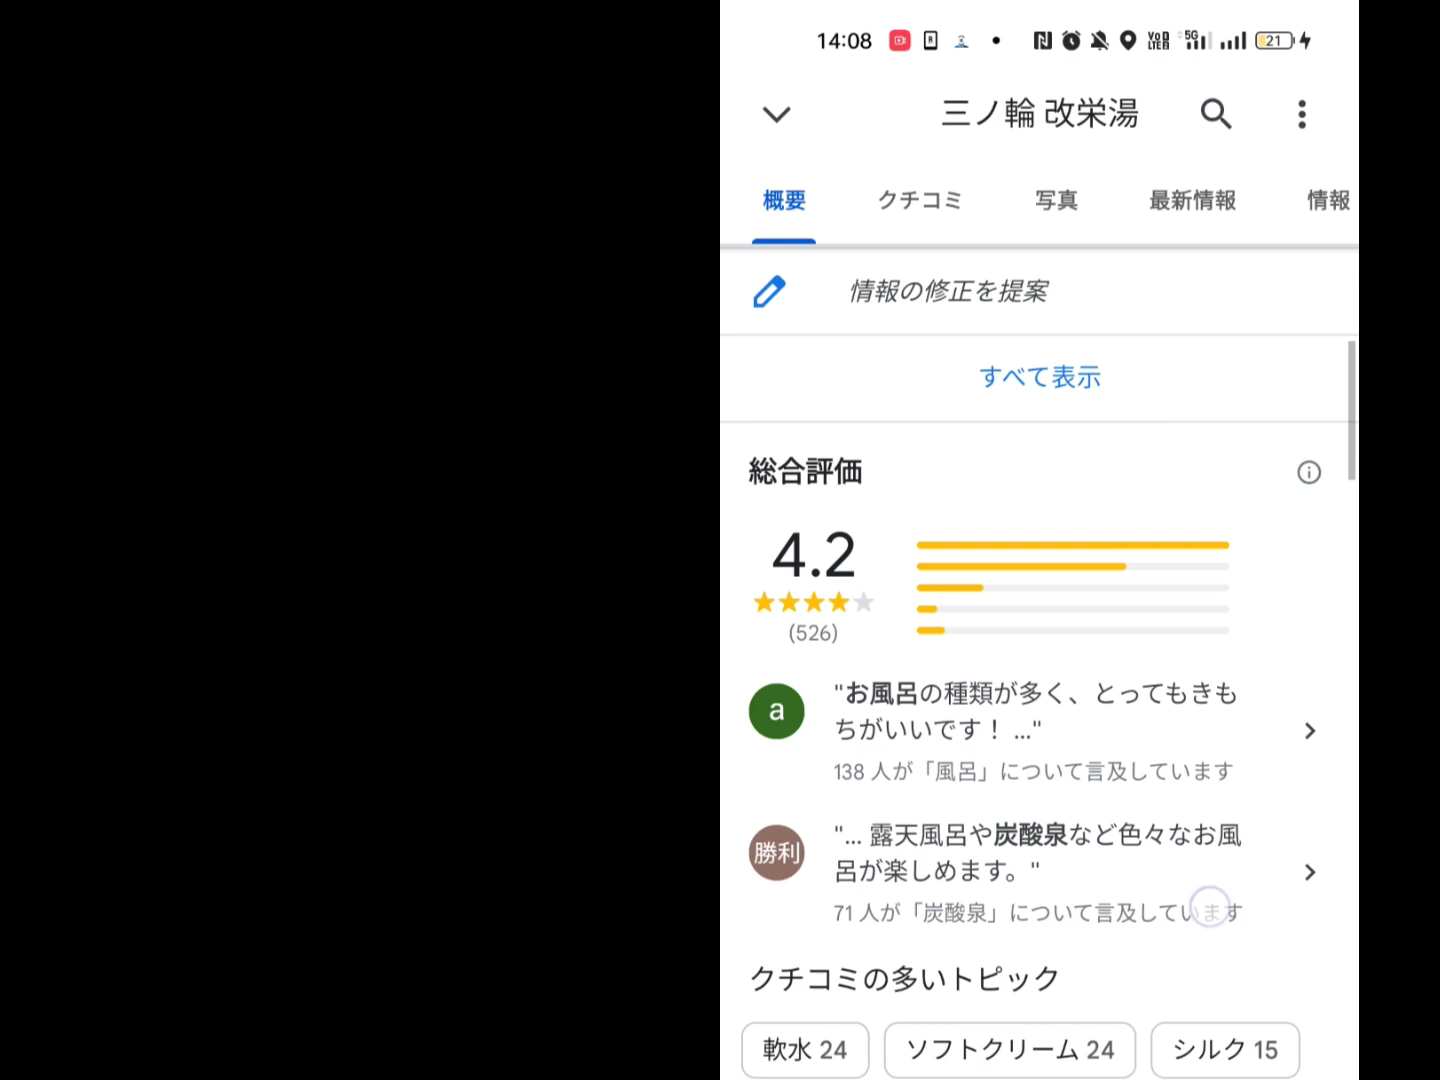 14:08
21
三ノ輪 改栄湯
概要 クチコミ 写真 最新情報 情報
情報の修正を提案
すべて表示
総合評価
4.2
(526)
a
"お風呂の種類が多く、とってもきも
ちがいいです！ ..."
138 人が「風呂」について言及しています
勝利
"... 露天風呂や炭酸泉など色々なお風
呂が楽しめます。"
71 人が「炭酸泉」について言及しています
クチコミの多いトピック
軟水 24 ソフトクリーム 24 シルク 15